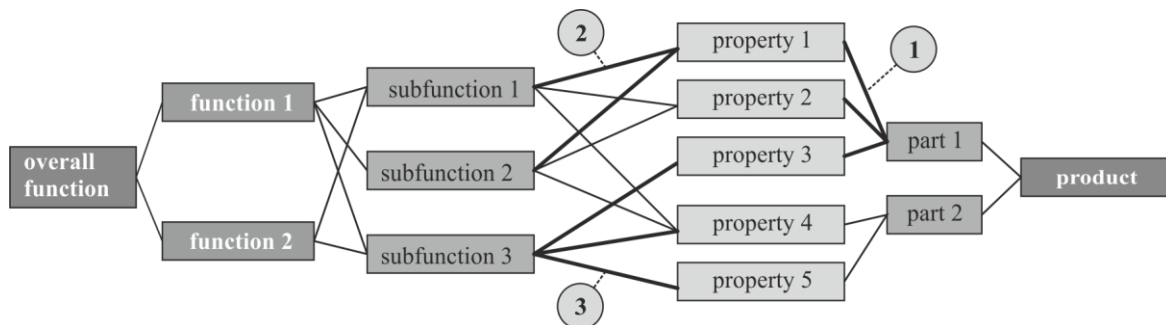 overall
function
function 1
function 2
subfunction 1
subfunction 2
subfunction 3
2
3
property 1
property 2
property 3
property 4
property 5
1
part 1
part 2
product